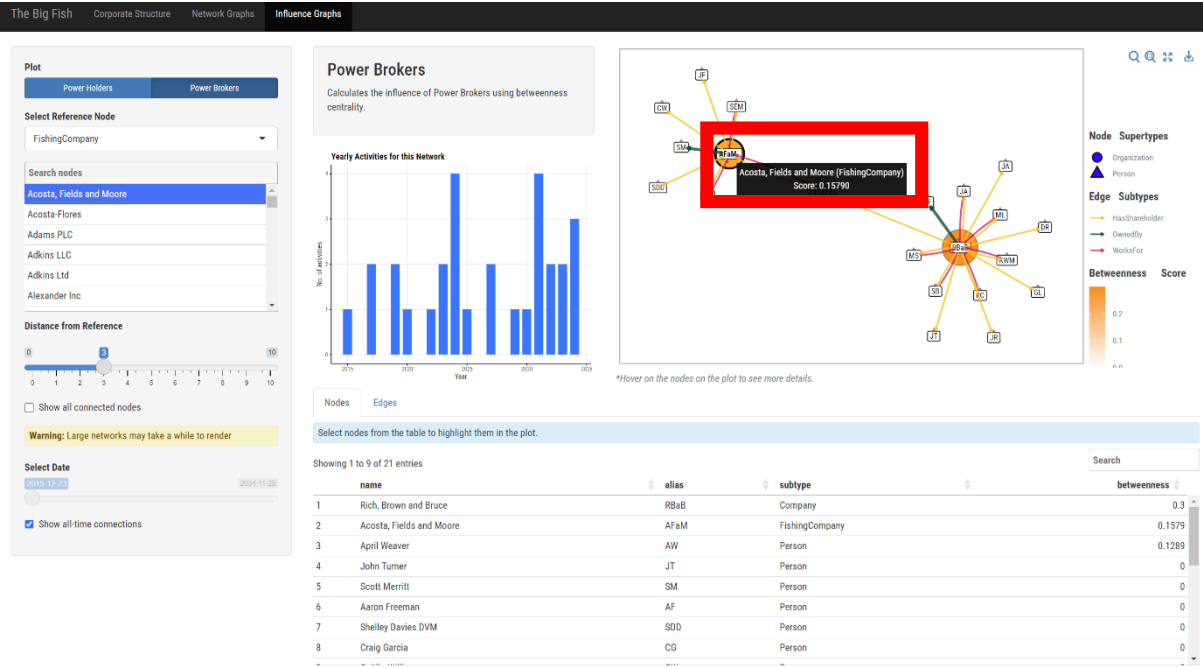 The Big Fish Corporate Structure Network Graphs Influence Graphs
Plot
Power Holders Power Brokers
Select Reference Node
FishingCompany
Search nodes
Acosta, Fields and Moore
Acosta-Flores
Adams PLC
Adkins LLC
Adkins Ltd
Alexander Inc
Distance from Reference
0 3 10
0 1 2 3 4 5 6 7 8 9 10
Show all connected nodes
Warning: Large networks may take a while to render
Select Date
2015-12-23 2034-11-25
Show all-time connections
Power Brokers
Calculates the influence of Power Brokers using betweenness
centrality.
Yearly Activities for this Network
No. of activities
4
3
2
1
0
2015 2020 2025 2030 2035
Year
JF
CW
SEM
SM
AFaM
SDD
Acosta, Fields and Moore (FishingCompany)
Score: 0.15790
JA
JA
ML
DR
RBaB
MS
KWM
SB
CG
GL
JT
JR
*Hover on the nodes on the plot to see more details.
Node Supertypes
Organization
Person
Edge Subtypes
HasShareholder
OwnedBy
WorksFor
Betweenness Score
0.2
0.1
0.0
Nodes Edges
Select nodes from the table to highlight them in the plot.
Showing 1 to 9 of 21 entries
Search
name alias subtype betweenness
1 Rich, Brown and Bruce RBaB Company 0.3
2 Acosta, Fields and Moore AFaM FishingCompany 0.1579
3 April Weaver AW Person 0.1289
4 John Turner JT Person 0
5 Scott Merritt SM Person 0
6 Aaron Freeman AF Person 0
7 Shelley Davies DVM SDD Person 0
8 Craig Garcia CG Person 0